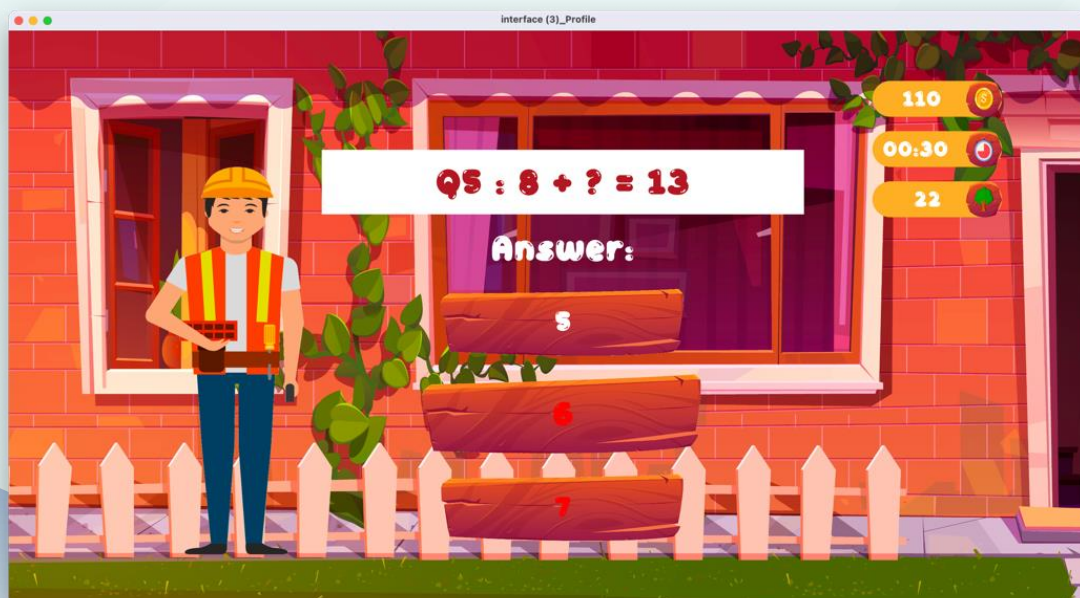 interface (3)_Profile
110
00:30
22
Q5 : 8 + ? = 13
Answer:
5
6
7